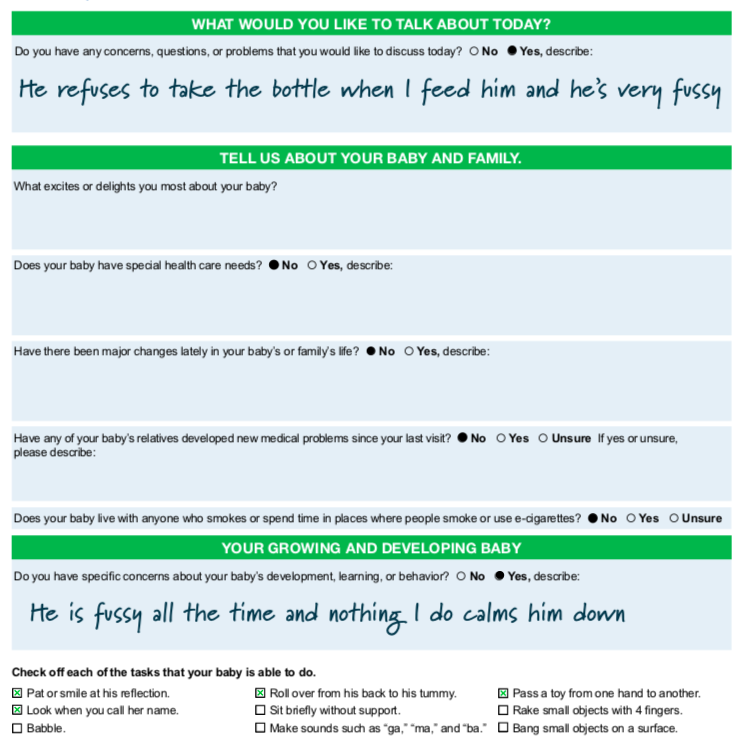 WHAT WOULD YOU LIKE TO TALK ABOUT TODAY?
Do you have any concerns, questions, or problems that you would like to discuss today? ○ No ● Yes, describe:
He refuses to take the bottle when I feed him and he's very fussy
TELL US ABOUT YOUR BABY AND FAMILY.
What excites or delights you most about your baby?
Does your baby have special health care needs? ● No ○ Yes, describe:
Have there been major changes lately in your baby's or family's life? ● No ○ Yes, describe:
Have any of your baby's relatives developed new medical problems since your last visit? ● No ○ Yes ○ Unsure If yes or unsure,
please describe:
Does your baby live with anyone who smokes or spend time in places where people smoke or use e-cigarettes? ● No ○ Yes ○ Unsure
YOUR GROWING AND DEVELOPING BABY
Do you have specific concerns about your baby's development, learning, or behavior? ○ No ● Yes, describe:
He is fussy all the time and nothing I do calms him down
Check off each of the tasks that your baby is able to do.
☒ Pat or smile at his reflection. ☒ Roll over from his back to his tummy. ☒ Pass a toy from one hand to another.
☒ Look when you call her name. ☐ Sit briefly without support. ☐ Rake small objects with 4 fingers.
☐ Babble. ☐ Make sounds such as "ga," "ma," and "ba." ☐ Bang small objects on a surface.